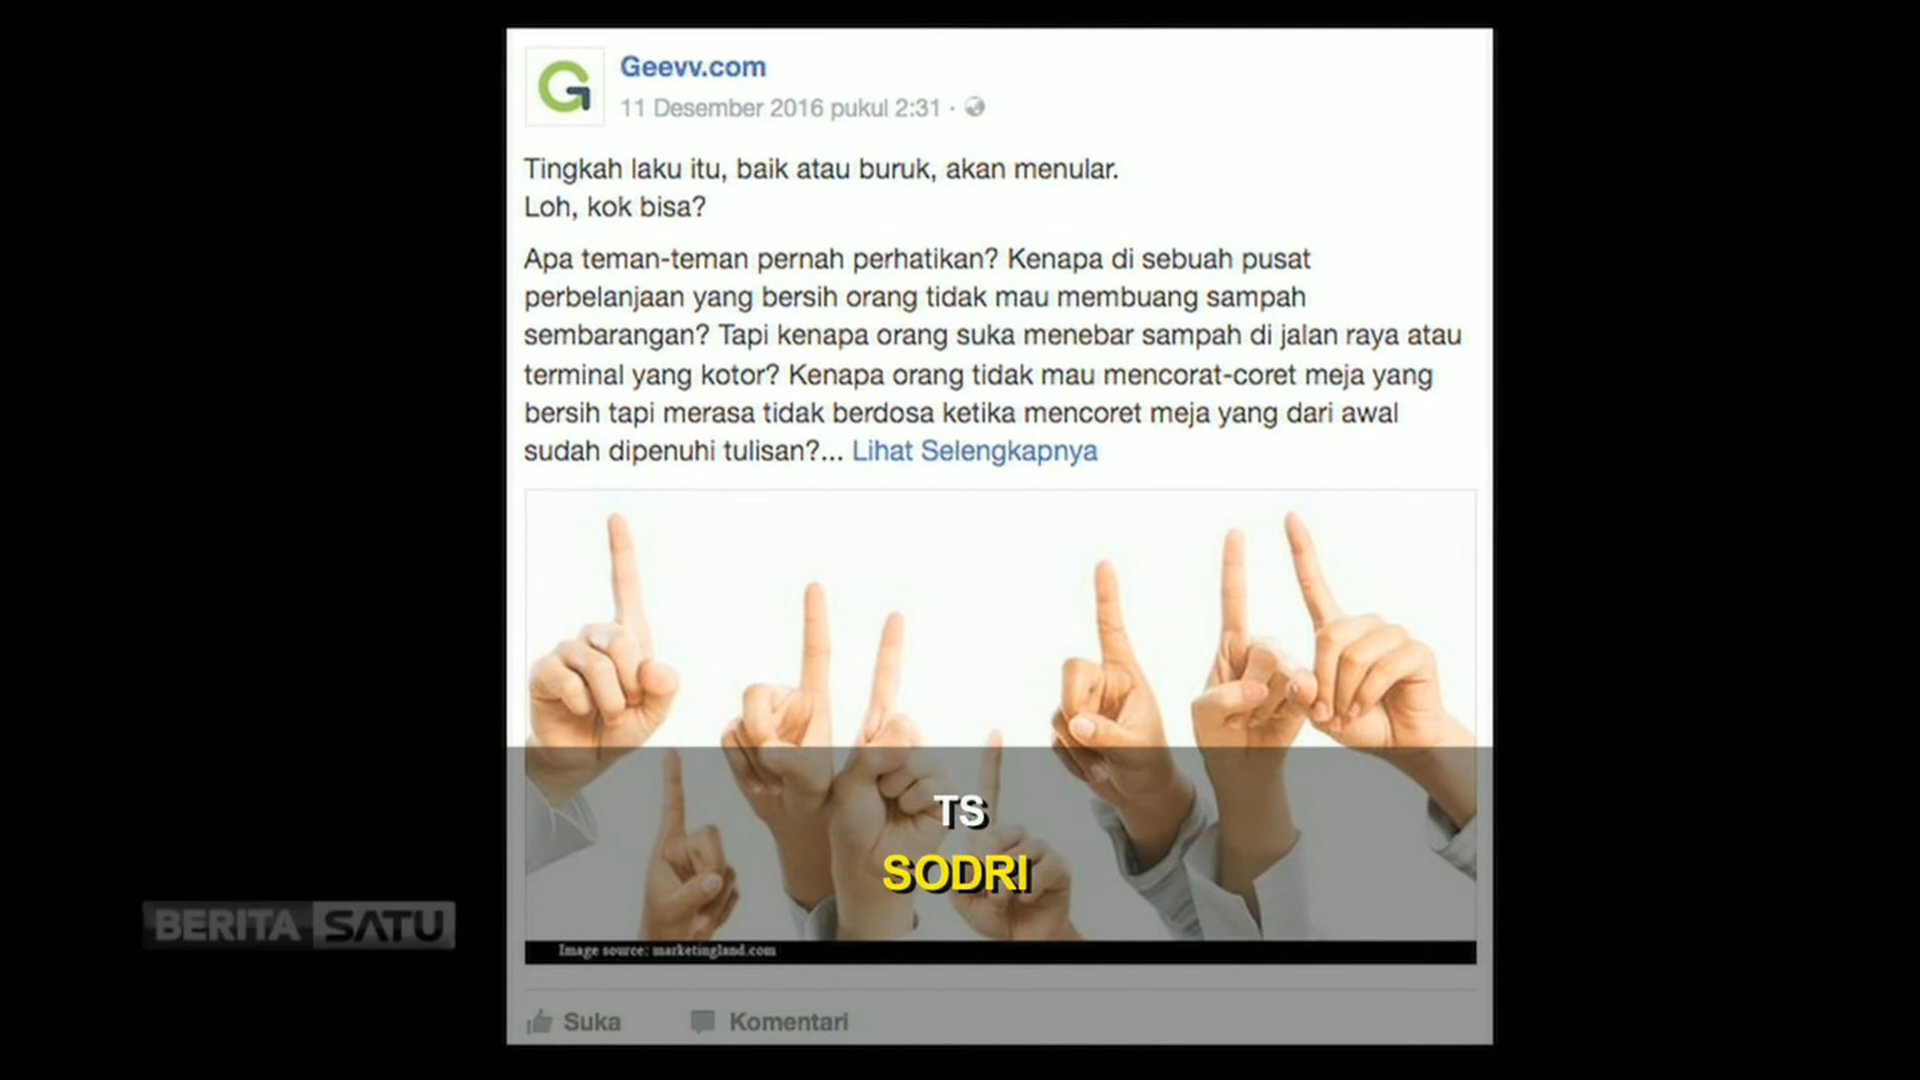 Geevv.com
11 Desember 2016 pukul 2:31 ·
Tingkah laku itu, baik atau buruk, akan menular.
Loh, kok bisa?
Apa teman-teman pernah perhatikan? Kenapa di sebuah pusat
perbelanjaan yang bersih orang tidak mau membuang sampah
sembarangan? Tapi kenapa orang suka menebar sampah di jalan raya atau
terminal yang kotor? Kenapa orang tidak mau mencorat-coret meja yang
bersih tapi merasa tidak berdosa ketika mencoret meja yang dari awal
sudah dipenuhi tulisan?... Lihat Selengkapnya
TS
SODRI
BERITA SATU
Image source: marketingland.com
Suka Komentari